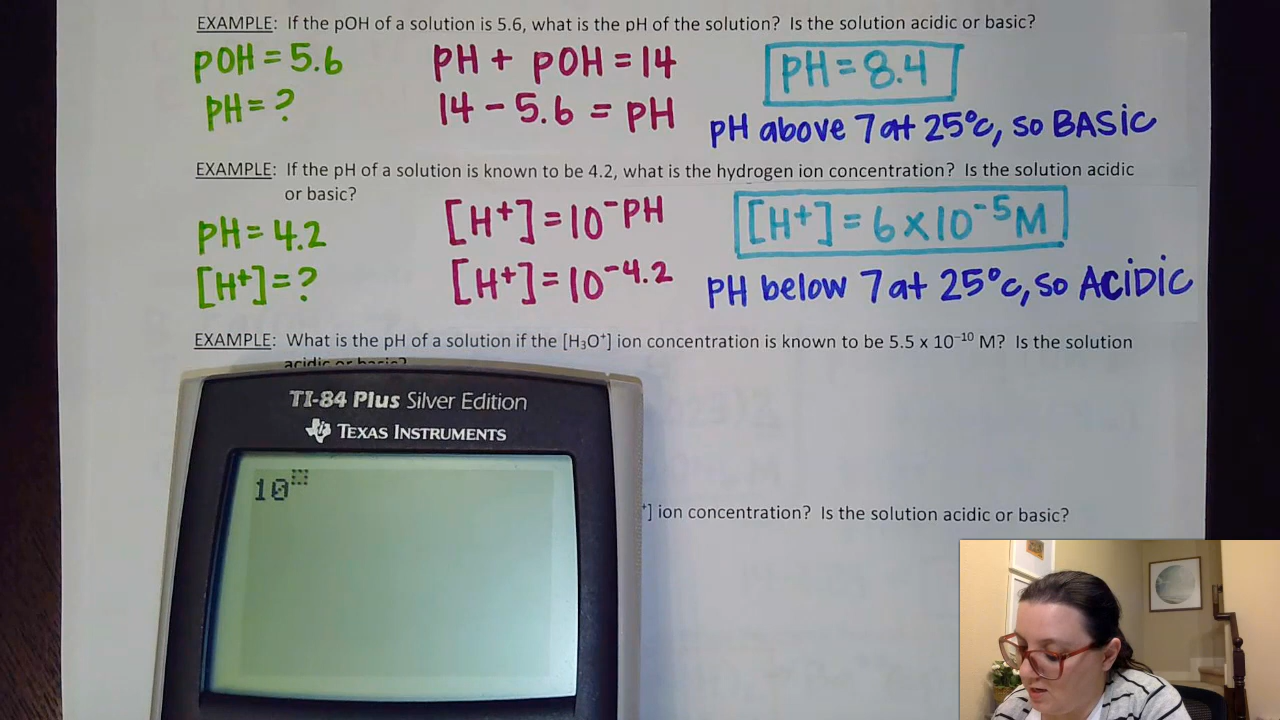 EXAMPLE: If the pOH of a solution is 5.6, what is the pH of the solution? Is the solution acidic or basic?
pOH = 5.6
pH = ?
pH + pOH = 14
14 - 5.6 = pH
pH = 8.4
pH above 7 at 25°C, so BASIC
EXAMPLE: If the pH of a solution is known to be 4.2, what is the hydrogen ion concentration? Is the solution acidic
or basic?
pH = 4.2
[H⁺] = ?
[H⁺] = 10⁻ᵖᴴ
[H⁺] = 10⁻⁴·²
[H⁺] = 6 x 10⁻⁵ M
pH below 7 at 25°C, so ACIDIC
EXAMPLE: What is the pH of a solution if the [H₃O⁺] ion concentration is known to be 5.5 x 10⁻¹⁰ M? Is the solution
acidic or basic?
TI-84 Plus Silver Edition
TEXAS INSTRUMENTS
10
⁺] ion concentration? Is the solution acidic or basic?